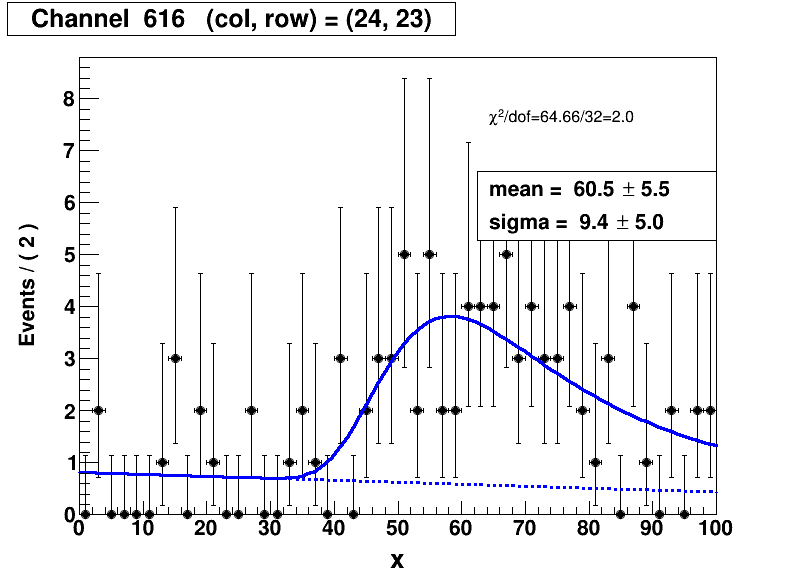 Channel  616   (col, row) = (24, 23)
χ²/dof=64.66/32=2.0
mean =  60.5 ± 5.5
sigma =  9.4 ± 5.0
Events / ( 2 )
8
7
6
5
4
3
2
1
0
0 10 20 30 40 50 60 70 80 90 100
x